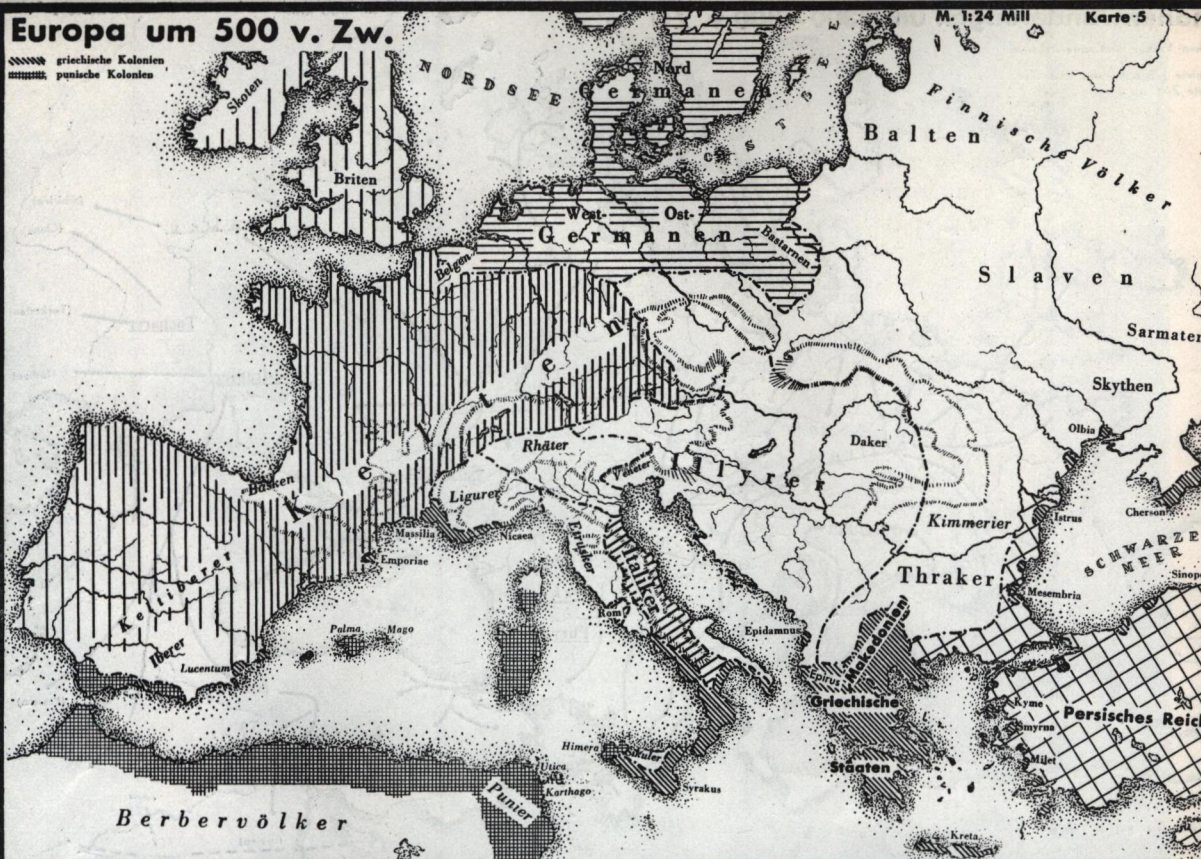 Europa um 500 v. Zw.
griechische Kolonien
punische Kolonien
M. 1:24 Mill
Karte 5
NORDSEE
Nord
Germanen
OSTSEE
Finnische Völker
Balten
Skoten
Briten
West-
Ost-
Germanen
Bastarnen
Belgen
Slaven
Sarmaten
Skythen
Olbia
Kelten
Rhäter
Daker
Veneter
Illyrer
Basken
Ligurer
Kimmerier
Istrus
Cherson
Massilia
Nicaea
Etrusker
Italiker
SCHWARZES
MEER
Emporiae
Thraker
Sinope
Mesembria
Keltiberer
Rom
Palma
Mago
Epidamnus
Iberer
Lucentum
Makedonien
Epirus
Griechische
Kyme
Persisches Reich
Smyrna
Himera
Staaten
Milet
Utica
Karthago
Syrakus
Punier
Berbervölker
Kreta